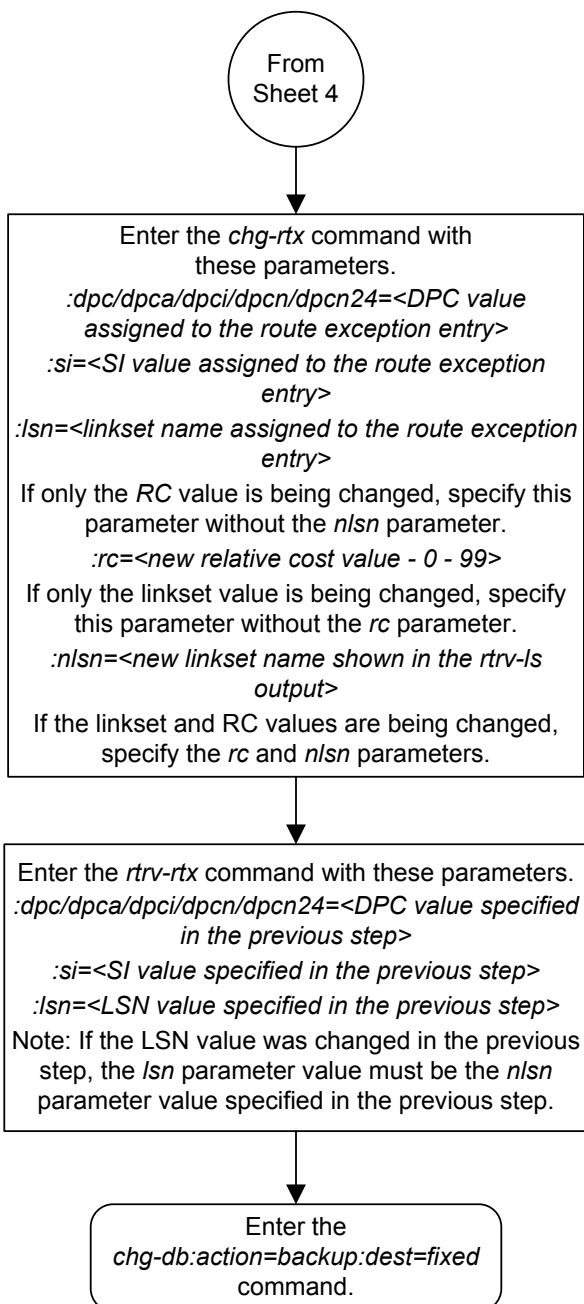 From
Sheet 4
Enter the chg-rtx command with
these parameters.
:dpc/dpca/dpci/dpcn/dpcn24=<DPC value
assigned to the route exception entry>
:si=<SI value assigned to the route exception
entry>
:lsn=<linkset name assigned to the route exception
entry>
If only the RC value is being changed, specify this
parameter without the nlsn parameter.
:rc=<new relative cost value - 0 - 99>
If only the linkset value is being changed, specify
this parameter without the rc parameter.
:nlsn=<new linkset name shown in the rtrv-ls
output>
If the linkset and RC values are being changed,
specify the rc and nlsn parameters.
Enter the rtrv-rtx command with these parameters.
:dpc/dpca/dpci/dpcn/dpcn24=<DPC value specified
in the previous step>
:si=<SI value specified in the previous step>
:lsn=<LSN value specified in the previous step>
Note: If the LSN value was changed in the previous
step, the lsn parameter value must be the nlsn
parameter value specified in the previous step.
Enter the
chg-db:action=backup:dest=fixed
command.